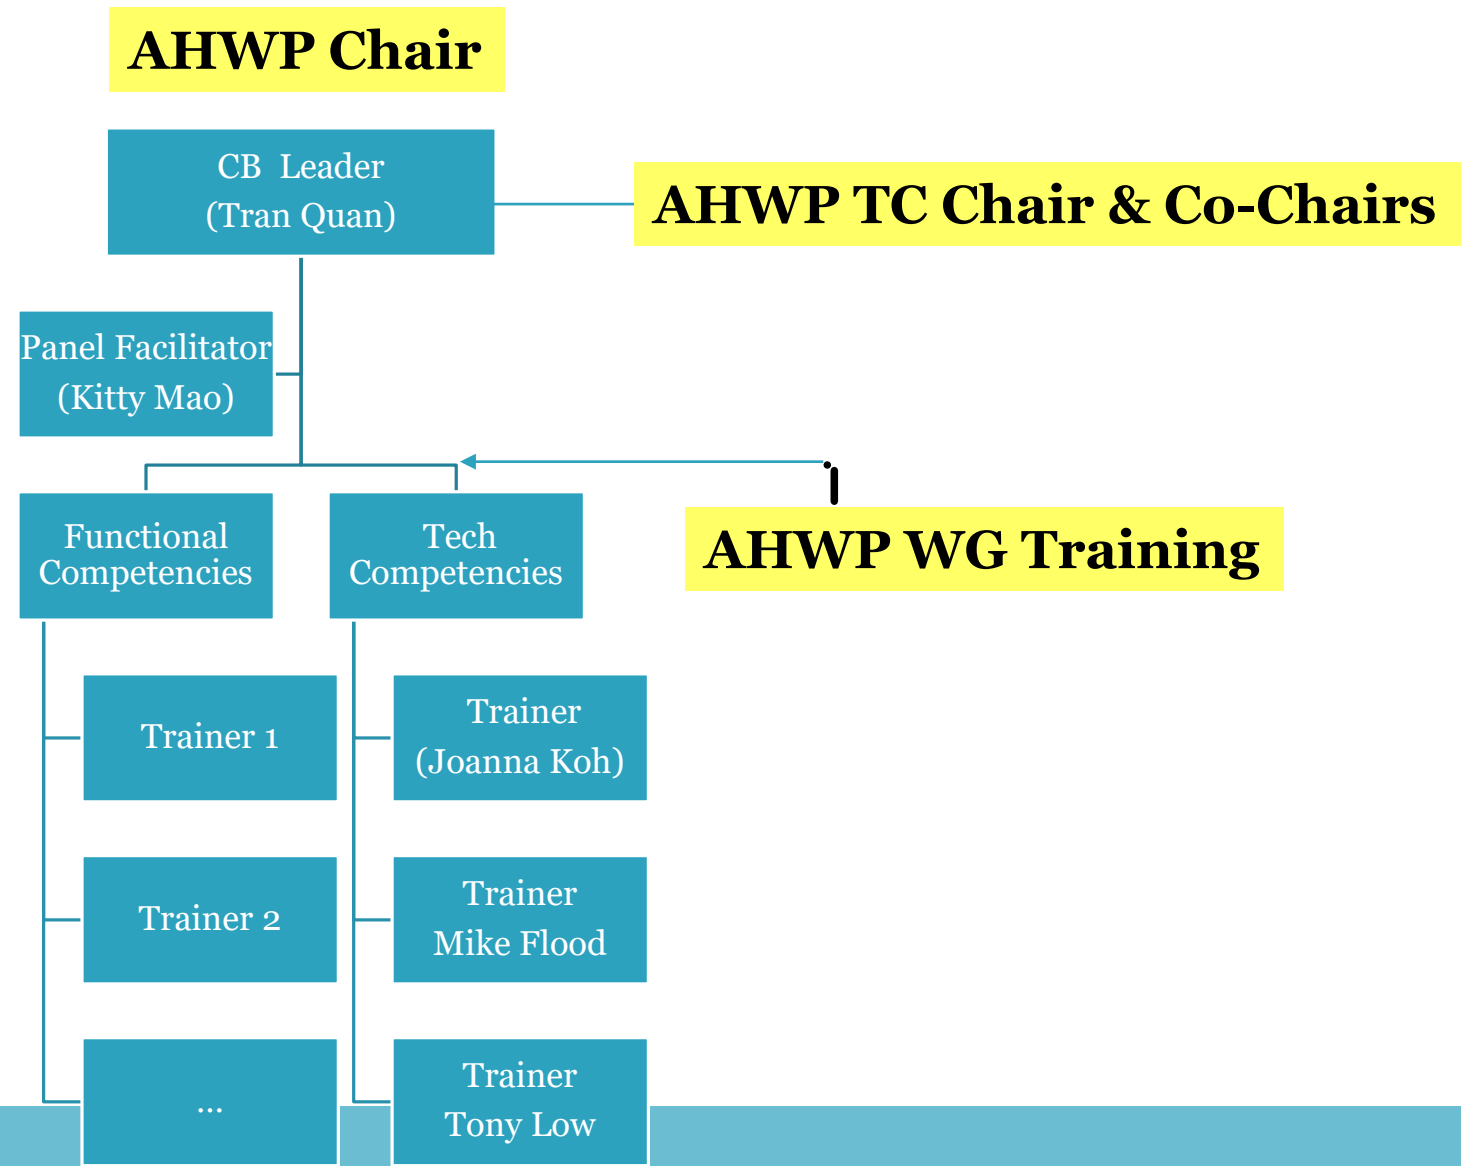 AHWP Chair
CB  Leader
(Tran Quan)
AHWP TC Chair & Co-Chairs
Panel Facilitator
(Kitty Mao)
Functional
Competencies
Tech
Competencies
AHWP WG Training
Trainer 1
Trainer
(Joanna Koh)
Trainer 2
Trainer
Mike Flood
...
Trainer
Tony Low